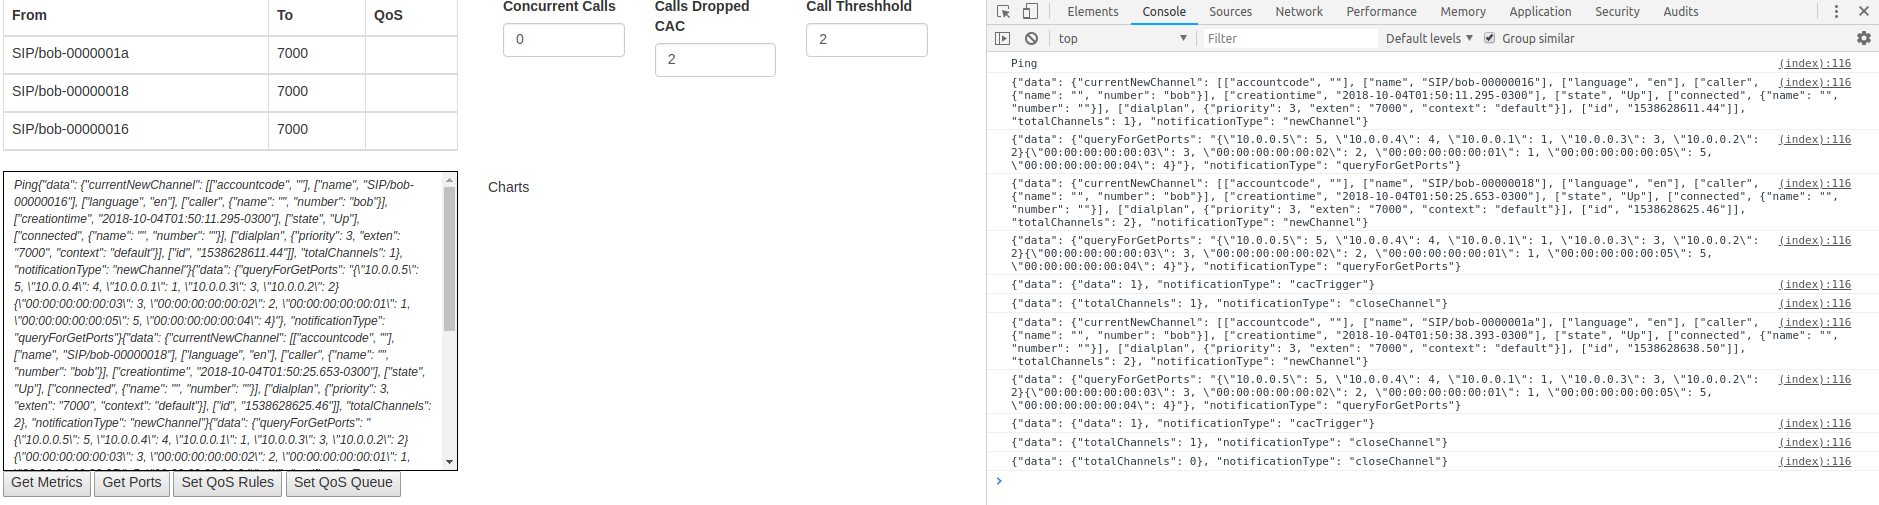 From To QoS
SIP/bob-0000001a 7000
SIP/bob-00000018 7000
SIP/bob-00000016 7000
Concurrent Calls
0
Calls Dropped
CAC
2
Call Threshhold
2
Ping{"data": {"currentNewChannel": [["accountcode", ""], ["name", "SIP/bob-
00000016"], ["language", "en"], ["caller", {"name": "", "number": "bob"}],
["creationtime", "2018-10-04T01:50:11.295-0300"], ["state", "Up"],
["connected", {"name": "", "number": ""}], ["dialplan", {"priority": 3, "exten":
"7000", "context": "default"}], ["id", "1538628611.44"]], "totalChannels": 1},
"notificationType": "newChannel"}{"data": {"queryForGetPorts": "{\"10.0.0.5\":
5, \"10.0.0.4\": 4, \"10.0.0.1\": 1, \"10.0.0.3\": 3, \"10.0.0.2\": 2}
{\"00:00:00:00:00:03\": 3, \"00:00:00:00:00:02\": 2, \"00:00:00:00:00:01\": 1,
\"00:00:00:00:00:05\": 5, \"00:00:00:00:00:04\": 4}"}, "notificationType":
"queryForGetPorts"}{"data": {"currentNewChannel": [["accountcode", ""],
["name", "SIP/bob-00000018"], ["language", "en"], ["caller", {"name": "",
"number": "bob"}], ["creationtime", "2018-10-04T01:50:25.653-0300"], ["state",
"Up"], ["connected", {"name": "", "number": ""}], ["dialplan", {"priority": 3,
"exten": "7000", "context": "default"}], ["id", "1538628625.46"]], "totalChannels":
2}, "notificationType": "newChannel"}{"data": {"queryForGetPorts": "
{\"10.0.0.5\": 5, \"10.0.0.4\": 4, \"10.0.0.1\": 1, \"10.0.0.3\": 3, \"10.0.0.2\": 2}
{\"00:00:00:00:00:03\": 3, \"00:00:00:00:00:02\": 2, \"00:00:00:00:00:01\": 1,
Get Metrics Get Ports Set QoS Rules Set QoS Queue
Charts
Elements Console Sources Network Performance Memory Application Security Audits
top Filter Default levels Group similar
Ping (index):116
{"data": {"currentNewChannel": [["accountcode", ""], ["name", "SIP/bob-00000016"], ["language", "en"], ["caller", (index):116
{"name": "", "number": "bob"}], ["creationtime", "2018-10-04T01:50:11.295-0300"], ["state", "Up"], ["connected", {"name": "",
"number": ""}], ["dialplan", {"priority": 3, "exten": "7000", "context": "default"}], ["id", "1538628611.44"]],
"totalChannels": 1}, "notificationType": "newChannel"}
{"data": {"queryForGetPorts": "{\"10.0.0.5\": 5, \"10.0.0.4\": 4, \"10.0.0.1\": 1, \"10.0.0.3\": 3, \"10.0.0.2\": (index):116
2}{\"00:00:00:00:00:03\": 3, \"00:00:00:00:00:02\": 2, \"00:00:00:00:00:01\": 1, \"00:00:00:00:00:05\": 5,
\"00:00:00:00:00:04\": 4}"}, "notificationType": "queryForGetPorts"}
{"data": {"currentNewChannel": [["accountcode", ""], ["name", "SIP/bob-00000018"], ["language", "en"], ["caller", (index):116
{"name": "", "number": "bob"}], ["creationtime", "2018-10-04T01:50:25.653-0300"], ["state", "Up"], ["connected", {"name": "",
"number": ""}], ["dialplan", {"priority": 3, "exten": "7000", "context": "default"}], ["id", "1538628625.46"]],
"totalChannels": 2}, "notificationType": "newChannel"}
{"data": {"queryForGetPorts": "{\"10.0.0.5\": 5, \"10.0.0.4\": 4, \"10.0.0.1\": 1, \"10.0.0.3\": 3, \"10.0.0.2\": (index):116
2}{\"00:00:00:00:00:03\": 3, \"00:00:00:00:00:02\": 2, \"00:00:00:00:00:01\": 1, \"00:00:00:00:00:05\": 5,
\"00:00:00:00:00:04\": 4}"}, "notificationType": "queryForGetPorts"}
{"data": {"data": 1}, "notificationType": "cacTrigger"} (index):116
{"data": {"totalChannels": 1}, "notificationType": "closeChannel"} (index):116
{"data": {"currentNewChannel": [["accountcode", ""], ["name", "SIP/bob-0000001a"], ["language", "en"], ["caller", (index):116
{"name": "", "number": "bob"}], ["creationtime", "2018-10-04T01:50:38.393-0300"], ["state", "Up"], ["connected", {"name": "",
"number": ""}], ["dialplan", {"priority": 3, "exten": "7000", "context": "default"}], ["id", "1538628638.50"]],
"totalChannels": 2}, "notificationType": "newChannel"}
{"data": {"queryForGetPorts": "{\"10.0.0.5\": 5, \"10.0.0.4\": 4, \"10.0.0.1\": 1, \"10.0.0.3\": 3, \"10.0.0.2\": (index):116
2}{\"00:00:00:00:00:03\": 3, \"00:00:00:00:00:02\": 2, \"00:00:00:00:00:01\": 1, \"00:00:00:00:00:05\": 5,
\"00:00:00:00:00:04\": 4}"}, "notificationType": "queryForGetPorts"}
{"data": {"data": 1}, "notificationType": "cacTrigger"} (index):116
{"data": {"totalChannels": 1}, "notificationType": "closeChannel"} (index):116
{"data": {"totalChannels": 0}, "notificationType": "closeChannel"} (index):116